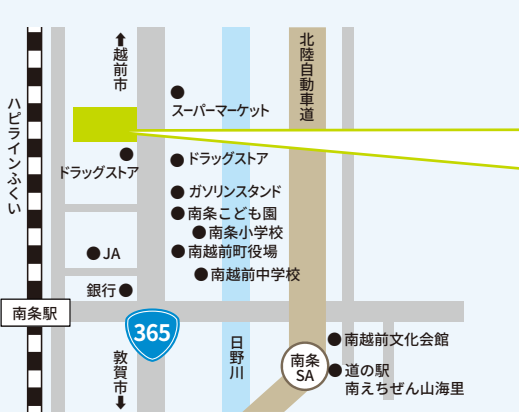 越前市
北陸自動車道
スーパーマーケット
ハピラインふくい
ドラッグストア
ドラッグストア
ガソリンスタンド
南条こども園
南条小学校
JA
南越前町役場
南越前中学校
銀行
南条駅
365
日野川
南越前文化会館
敦賀市
南条
SA
道の駅
南えちぜん山海里